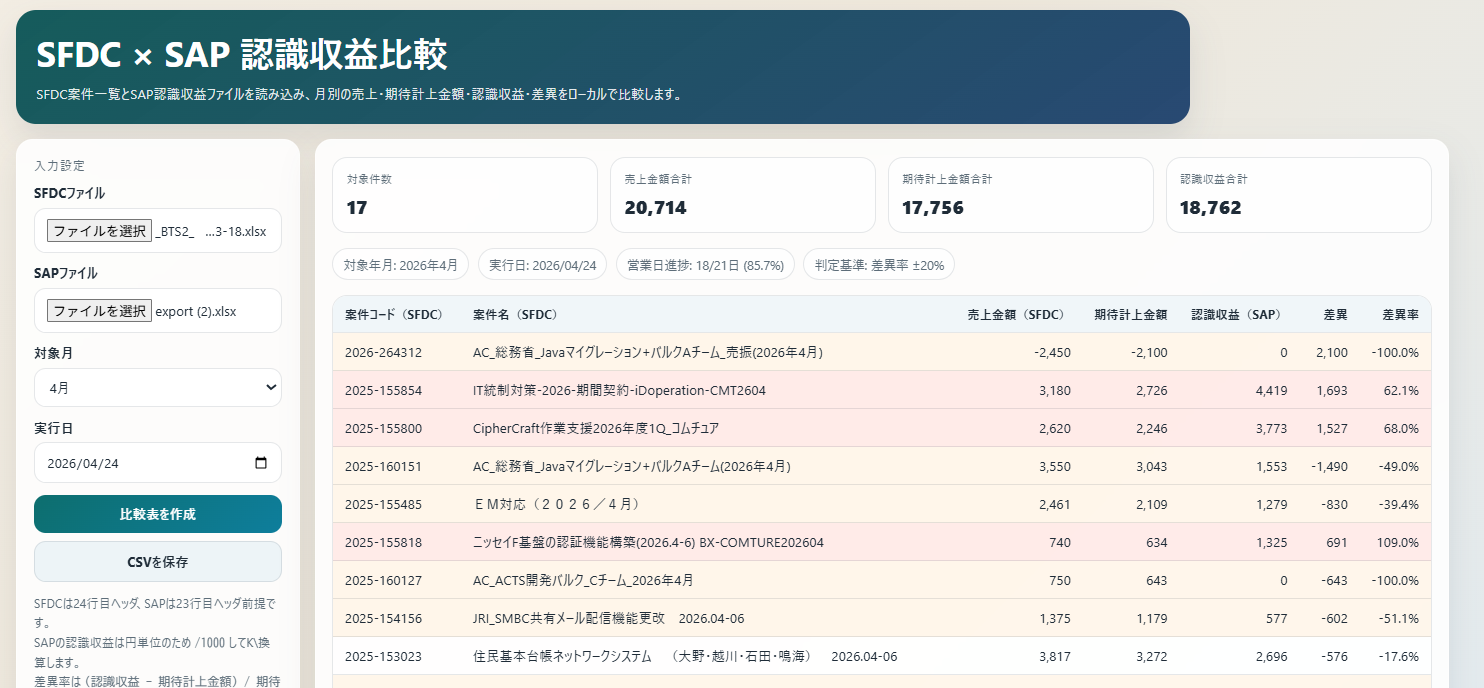 SFDC × SAP 認識収益比較
SFDC案件一覧とSAP認識収益ファイルを読み込み、月別の売上・期待計上金額・認識収益・差異をローカルで比較します。
入力設定
SFDCファイル
ファイルを選択 _BTS2_ ...3-18.xlsx
SAPファイル
ファイルを選択 export (2).xlsx
対象月
4月
実行日
2026/04/24
比較表を作成
CSVを保存
SFDCは24行目ヘッダ、SAPは23行目ヘッダ前提で
す。
SAPの認識収益は円単位のため /1000 してK\換
算します。
差異率は (認識収益 - 期待計上金額) / 期待
対象件数
17
売上金額合計
20,714
期待計上金額合計
17,756
認識収益合計
18,762
対象年月: 2026年4月 実行日: 2026/04/24 営業日進捗: 18/21日 (85.7%) 判定基準: 差異率 ±20%
案件コード（SFDC） 案件名（SFDC） 売上金額（SFDC） 期待計上金額 認識収益（SAP） 差異 差異率
2026-264312 AC_総務省_Javaマイグレーション+バルクAチーム_売振(2026年4月) -2,450 -2,100 0 2,100 -100.0%
2025-155854 IT統制対策-2026-期間契約-iDoperation-CMT2604 3,180 2,726 4,419 1,693 62.1%
2025-155800 CipherCraft作業支援2026年度1Q_コムチュア 2,620 2,246 3,773 1,527 68.0%
2025-160151 AC_総務省_Javaマイグレーション+バルクAチーム(2026年4月) 3,550 3,043 1,553 -1,490 -49.0%
2025-155485 ＥＭ対応（２０２６／４月） 2,461 2,109 1,279 -830 -39.4%
2025-155818 ニッセイF基盤の認証機能構築(2026.4-6) BX-COMTURE202604 740 634 1,325 691 109.0%
2025-160127 AC_ACTS開発バルク_Cチーム_2026年4月 750 643 0 -643 -100.0%
2025-154156 JRI_SMBC共有メール配信機能更改　2026.04-06 1,375 1,179 577 -602 -51.1%
2025-153023 住民基本台帳ネットワークシステム　（大野・越川・石田・鳴海）　2026.04-06 3,817 3,272 2,696 -576 -17.6%